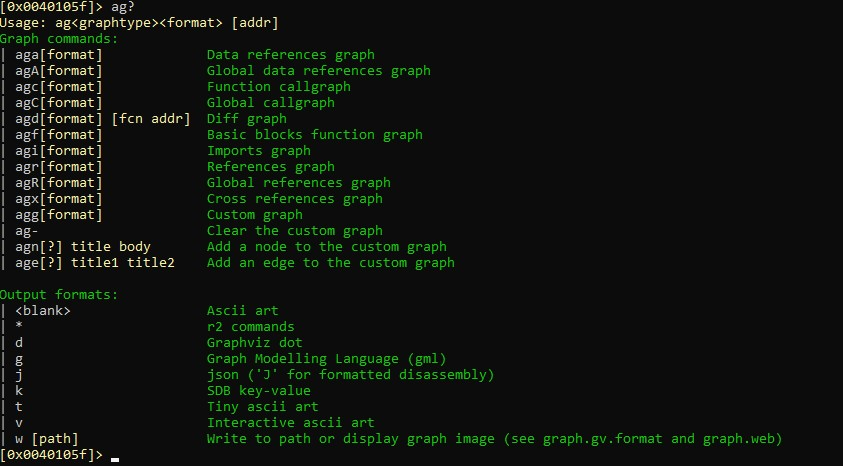 [0x0040105f]> ag?
Usage: ag<graphtype><format> [addr]
Graph commands:
| aga[format]             Data references graph
| agA[format]             Global data references graph
| agc[format]             Function callgraph
| agC[format]             Global callgraph
| agd[format] [fcn addr]  Diff graph
| agf[format]             Basic blocks function graph
| agi[format]             Imports graph
| agr[format]             References graph
| agR[format]             Global references graph
| agx[format]             Cross references graph
| agg[format]             Custom graph
| ag-                     Clear the custom graph
| agn[?] title body       Add a node to the custom graph
| age[?] title1 title2    Add an edge to the custom graph

Output formats:
| <blank>                 Ascii art
| *                       r2 commands
| d                       Graphviz dot
| g                       Graph Modelling Language (gml)
| j                       json ('J' for formatted disassembly)
| k                       SDB key-value
| t                       Tiny ascii art
| v                       Interactive ascii art
| w [path]                Write to path or display graph image (see graph.gv.format and graph.web)
[0x0040105f]>